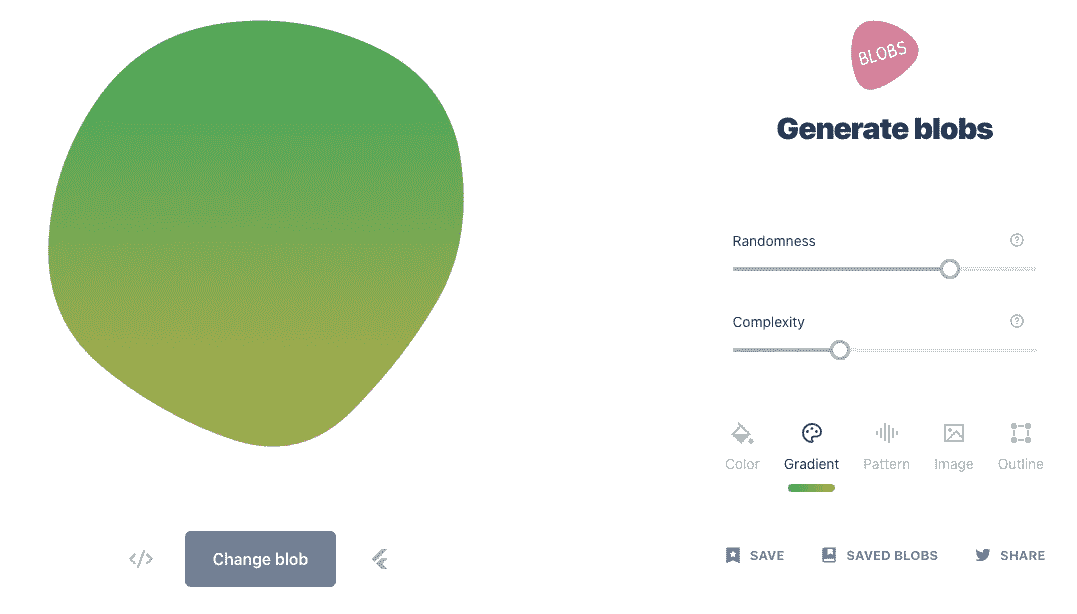 BLOBS
Generate blobs
Randomness
Complexity
Color Gradient Pattern Image Outline
Change blob
SAVE SAVED BLOBS SHARE